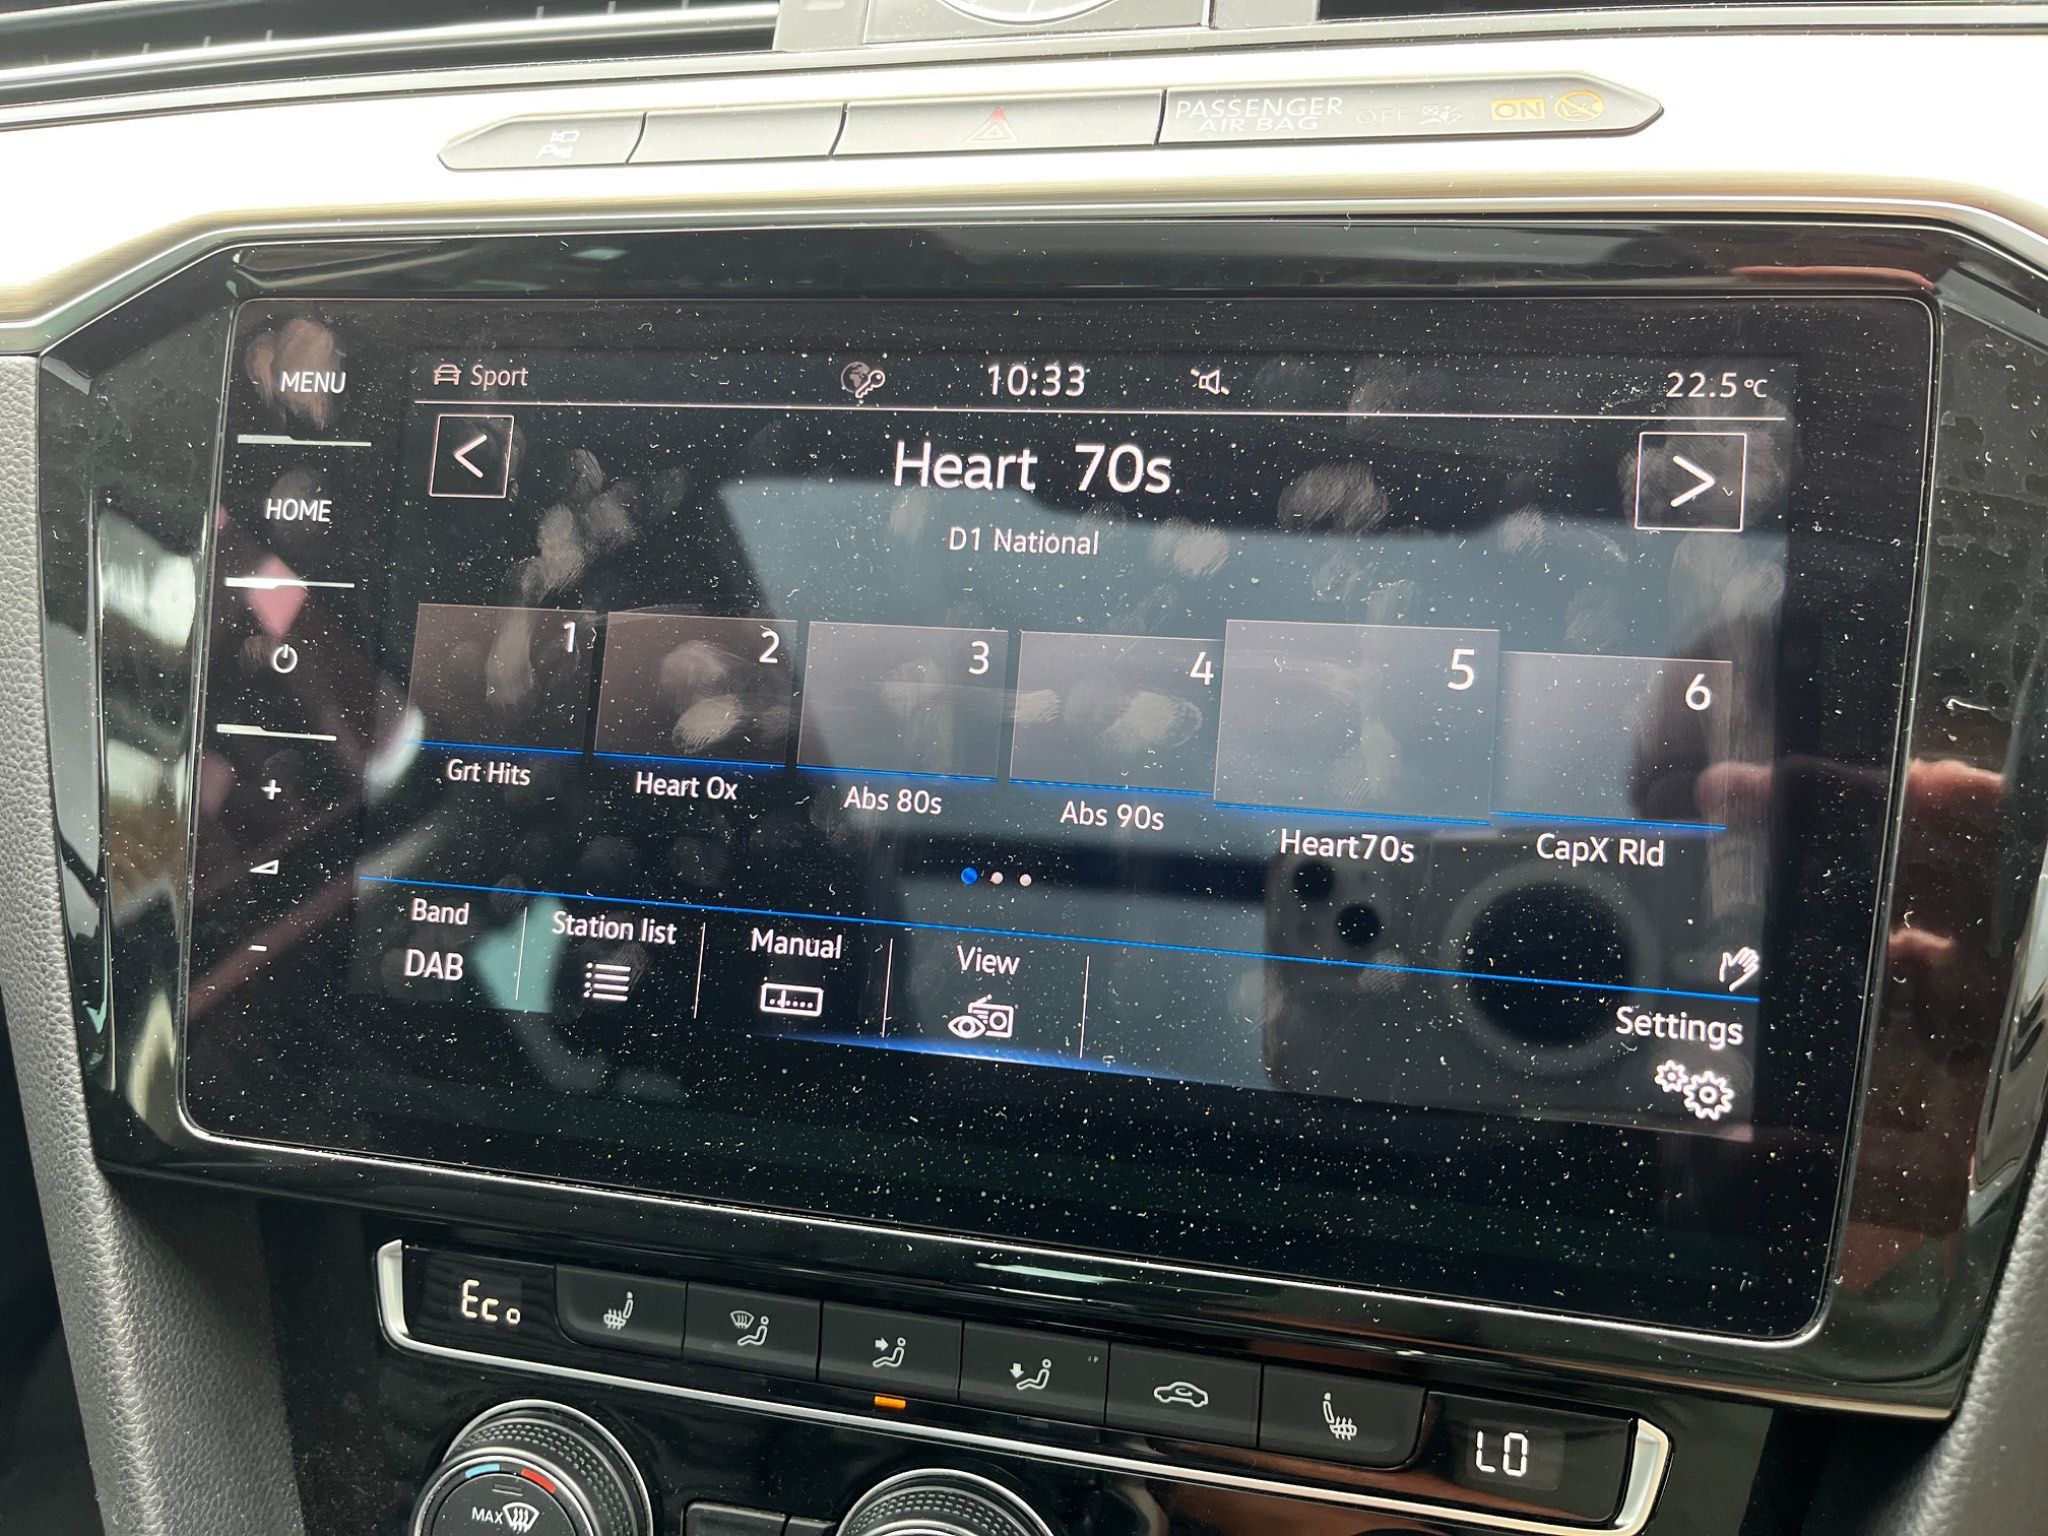 PASSENGER
AIR BAG
OFF
ON
MENU
Sport
10:33
22.5°C
<
Heart 70s
>
HOME
D1 National
1
2
3
4
5
6
Grt Hits
Heart Ox
Abs 80s
Abs 90s
Heart70s
CapX Rld
+
-
Band
DAB
Station list
Manual
View
Settings
Eco
LO
MAX